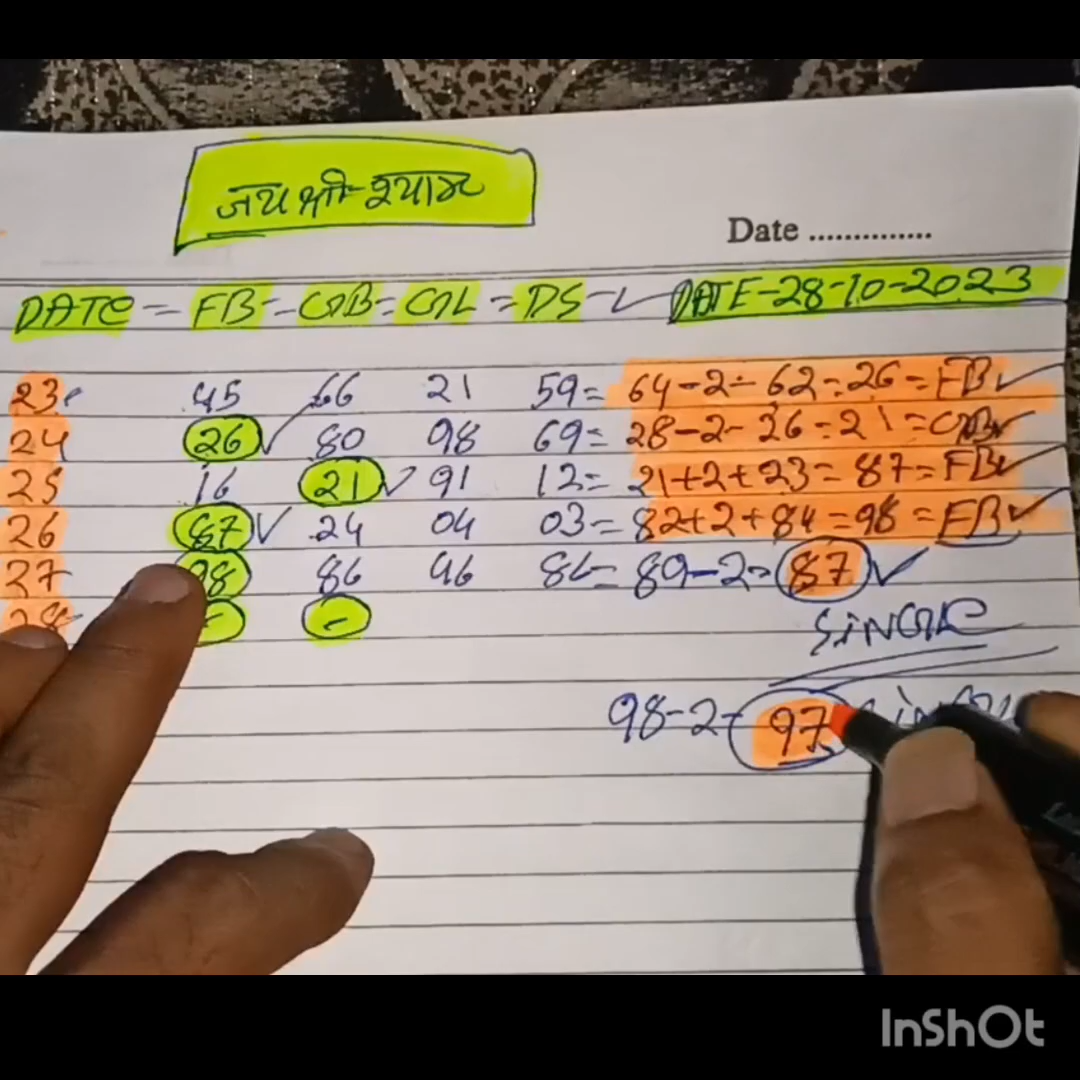 जय श्री श्याम
Date ..............
DATE = FB - GZB = GL = DS - DATE-28-10-2023
23 45 66 21 59 = 64-2- 62 = 26 = FB
24 26 80 98 69 = 28-2- 26 = 21 = GZB
25 16 21 91 12 = 21+2+23 = 87 = FB
26 87 24 04 03 = 82+2+84 = 98 = FB
27 98 86 46 86 = 89-2= 87
28 - -
SINGLE
98-2- 97
InShOt